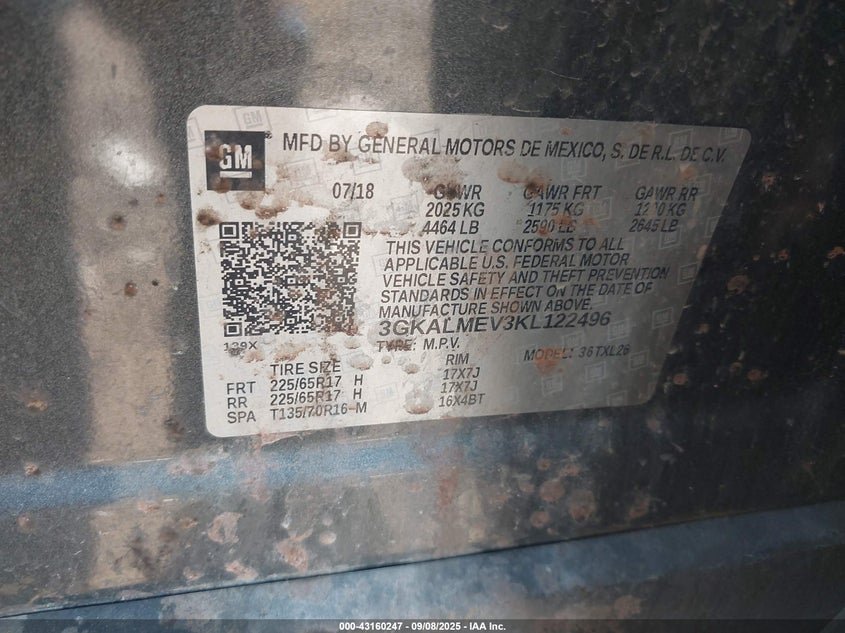 GM
MFD BY GENERAL MOTORS DE MEXICO, S. DE R.L. DE C.V.
07/18 GVWR GAWR FRT GAWR RR
2025 KG 1175 KG 1200 KG
4464 LB 2590 LB 2645 LB
THIS VEHICLE CONFORMS TO ALL
APPLICABLE U.S. FEDERAL MOTOR
VEHICLE SAFETY AND THEFT PREVENTION
STANDARDS IN EFFECT ON THE DATE OF
MANUFACTURE SHOWN ABOVE.
3GKALMEV3KL122496
TYPE: M.P.V. MODEL: 36TXL26
TIRE SIZE RIM
FRT 225/65R17 H 17X7J
RR 225/65R17 H 17X7J
SPA T135/70R16-M 16X4BT
000-43160247 - 09/08/2025 - IAA Inc.